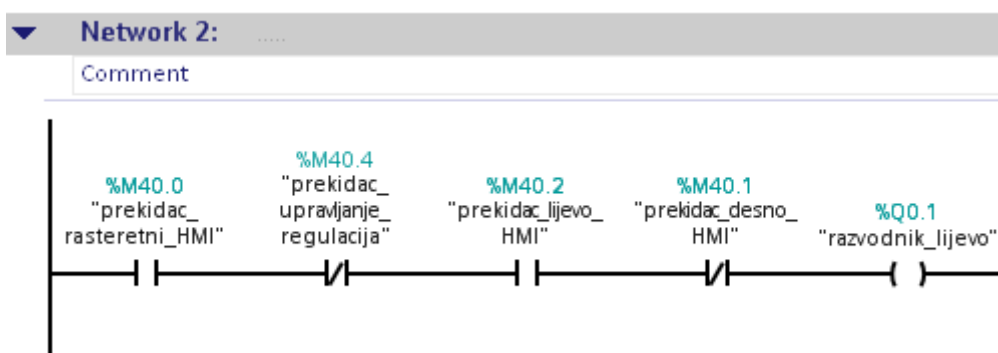 Network 2: .....
Comment
%M40.0
"prekidac_
rasteretni_HMI"
%M40.4
"prekidac_
upravljanje_
regulacija"
%M40.2
"prekidac_lijevo_
HMI"
%M40.1
"prekidac_desno_
HMI"
%Q0.1
"razvodnik_lijevo"